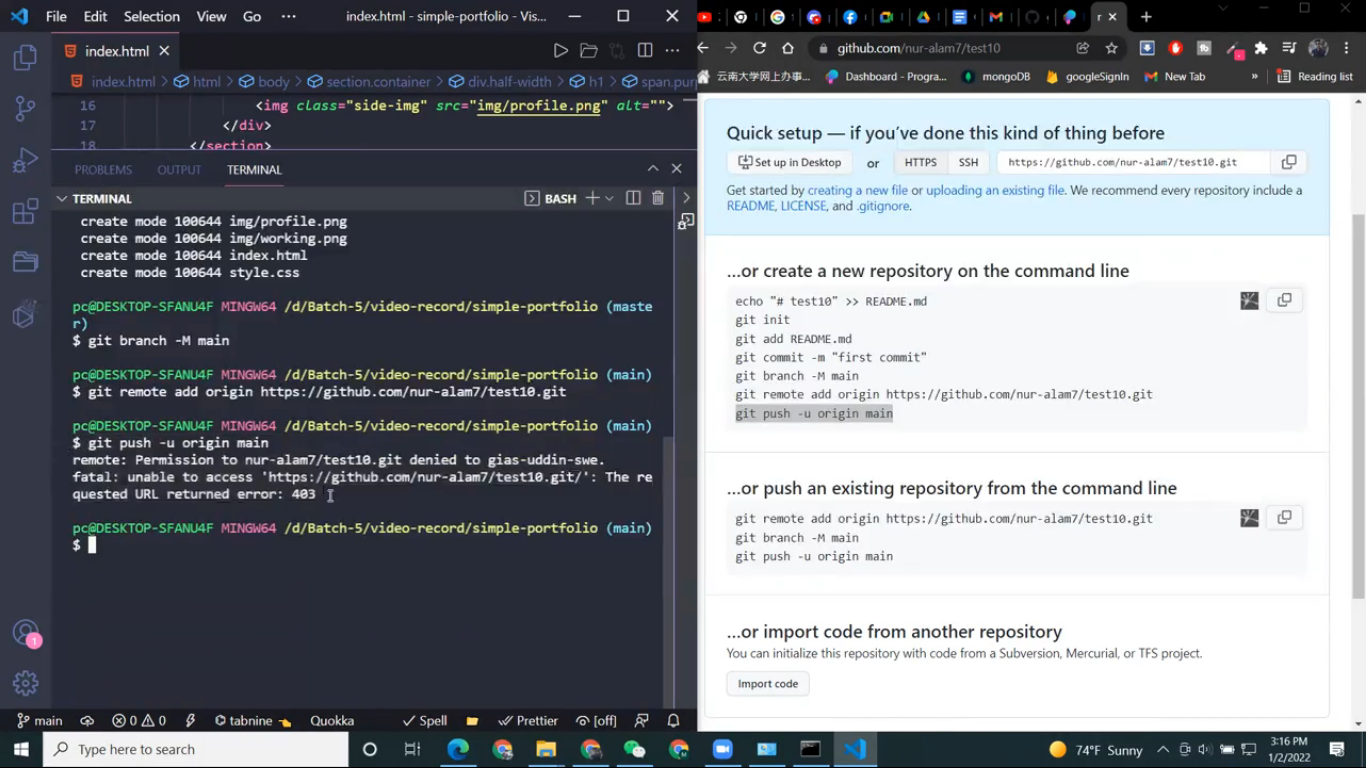 File Edit Selection View Go ··· index.html - simple-portfolio - Vis...
index.html
index.html > html > body > section.container > div.half-width > h1 > span.pur
16 <img class="side-img" src="img/profile.png" alt="">
17 </div>
18 </section>
PROBLEMS OUTPUT TERMINAL
TERMINAL BASH
create mode 100644 img/profile.png
create mode 100644 img/working.png
create mode 100644 index.html
create mode 100644 style.css
pc@DESKTOP-SFANU4F MINGW64 /d/Batch-5/video-record/simple-portfolio (maste
r)
$ git branch -M main
pc@DESKTOP-SFANU4F MINGW64 /d/Batch-5/video-record/simple-portfolio (main)
$ git remote add origin https://github.com/nur-alam7/test10.git
pc@DESKTOP-SFANU4F MINGW64 /d/Batch-5/video-record/simple-portfolio (main)
$ git push -u origin main
remote: Permission to nur-alam7/test10.git denied to gias-uddin-swe.
fatal: unable to access 'https://github.com/nur-alam7/test10.git/': The re
quested URL returned error: 403
pc@DESKTOP-SFANU4F MINGW64 /d/Batch-5/video-record/simple-portfolio (main)
$
1
main 0 0 tabnine Quokka Spell Prettier [off]
github.com/nur-alam7/test10
云南大学网上办事... Dashboard - Progra... mongoDB googleSignIn New Tab » Reading list
Quick setup — if you've done this kind of thing before
Set up in Desktop or HTTPS SSH https://github.com/nur-alam7/test10.git
Get started by creating a new file or uploading an existing file. We recommend every repository include a
README, LICENSE, and .gitignore.
...or create a new repository on the command line
echo "# test10" >> README.md
git init
git add README.md
git commit -m "first commit"
git branch -M main
git remote add origin https://github.com/nur-alam7/test10.git
git push -u origin main
...or push an existing repository from the command line
git remote add origin https://github.com/nur-alam7/test10.git
git branch -M main
git push -u origin main
...or import code from another repository
You can initialize this repository with code from a Subversion, Mercurial, or TFS project.
Import code
Type here to search
74°F Sunny
3:16 PM
1/2/2022